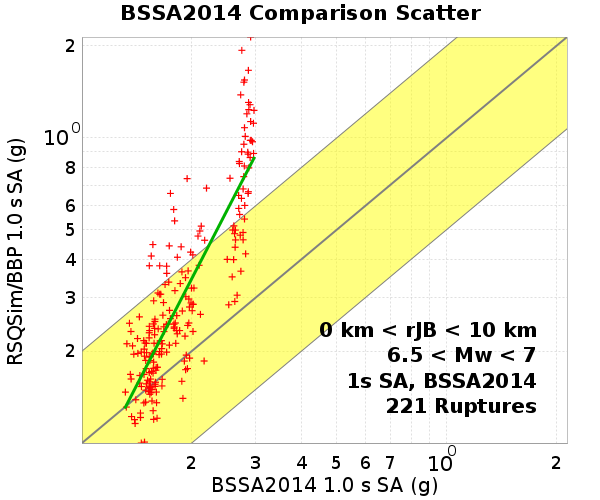 BSSA2014 Comparison Scatter
2
10⁰
8
6
5
4
3
2
RSQSim/BBP 1.0 s SA (g)
0 km < rJB < 10 km
6.5 < Mw < 7
1s SA, BSSA2014
221 Ruptures
2 3 4 5 6 7 10⁰ 2
BSSA2014 1.0 s SA (g)